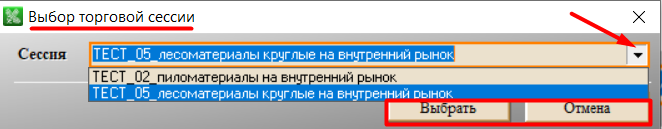 Выбор торговой сессии
Сессия ТЕСТ_05_лесоматериалы круглые на внутренний рынок
ТЕСТ_02_пиломатериалы на внутренний рынок
ТЕСТ_05_лесоматериалы круглые на внутренний рынок
Выбрать Отмена